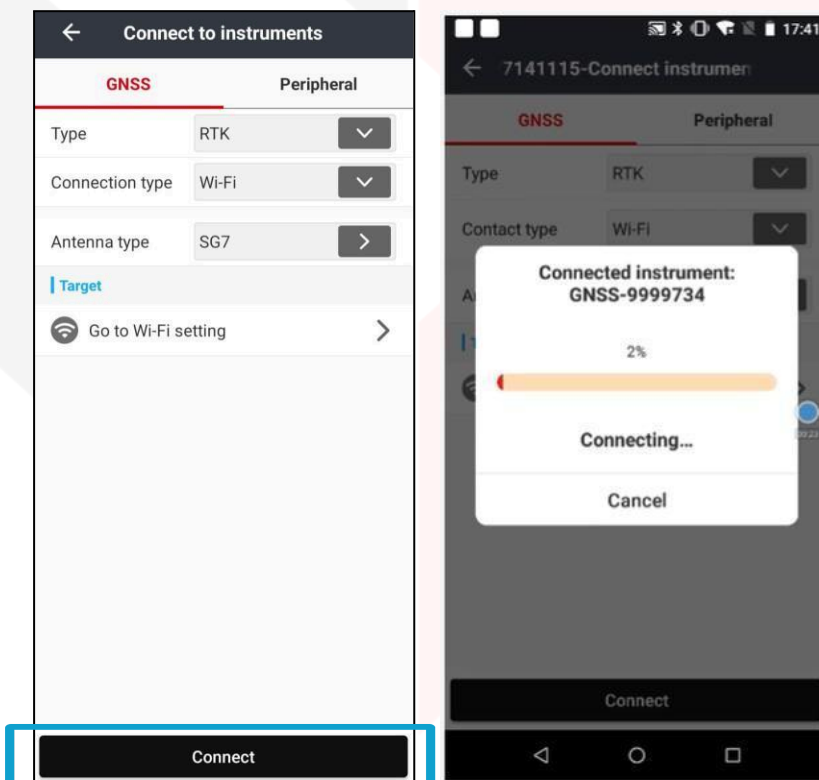 Connect to instruments
GNSS Peripheral
Type RTK
Connection type Wi-Fi
Antenna type SG7
Target
Go to Wi-Fi setting
Connect
17:41
7141115-Connect instrumen
GNSS Peripheral
Type RTK
Contact type Wi-Fi
Connected instrument:
GNSS-9999734
2%
Connecting...
Cancel
Connect